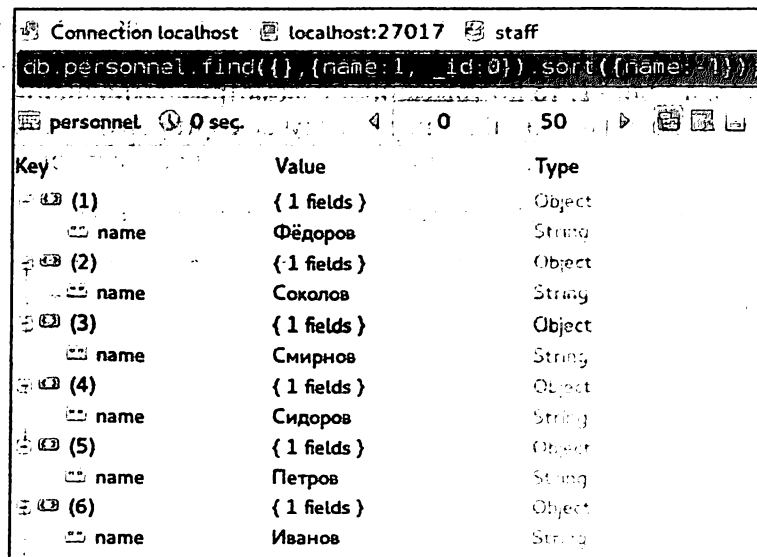 Connection localhost localhost:27017 staff
db.personnel.find({},{name:1, _id:0}).sort({name:-1})
personnel 0 sec. 0 50
Key Value Type
(1) { 1 fields } Object
name Фёдоров String
(2) { 1 fields } Object
name Соколов String
(3) { 1 fields } Object
name Смирнов String
(4) { 1 fields } Object
name Сидоров String
(5) { 1 fields } Object
name Петров String
(6) { 1 fields } Object
name Иванов String